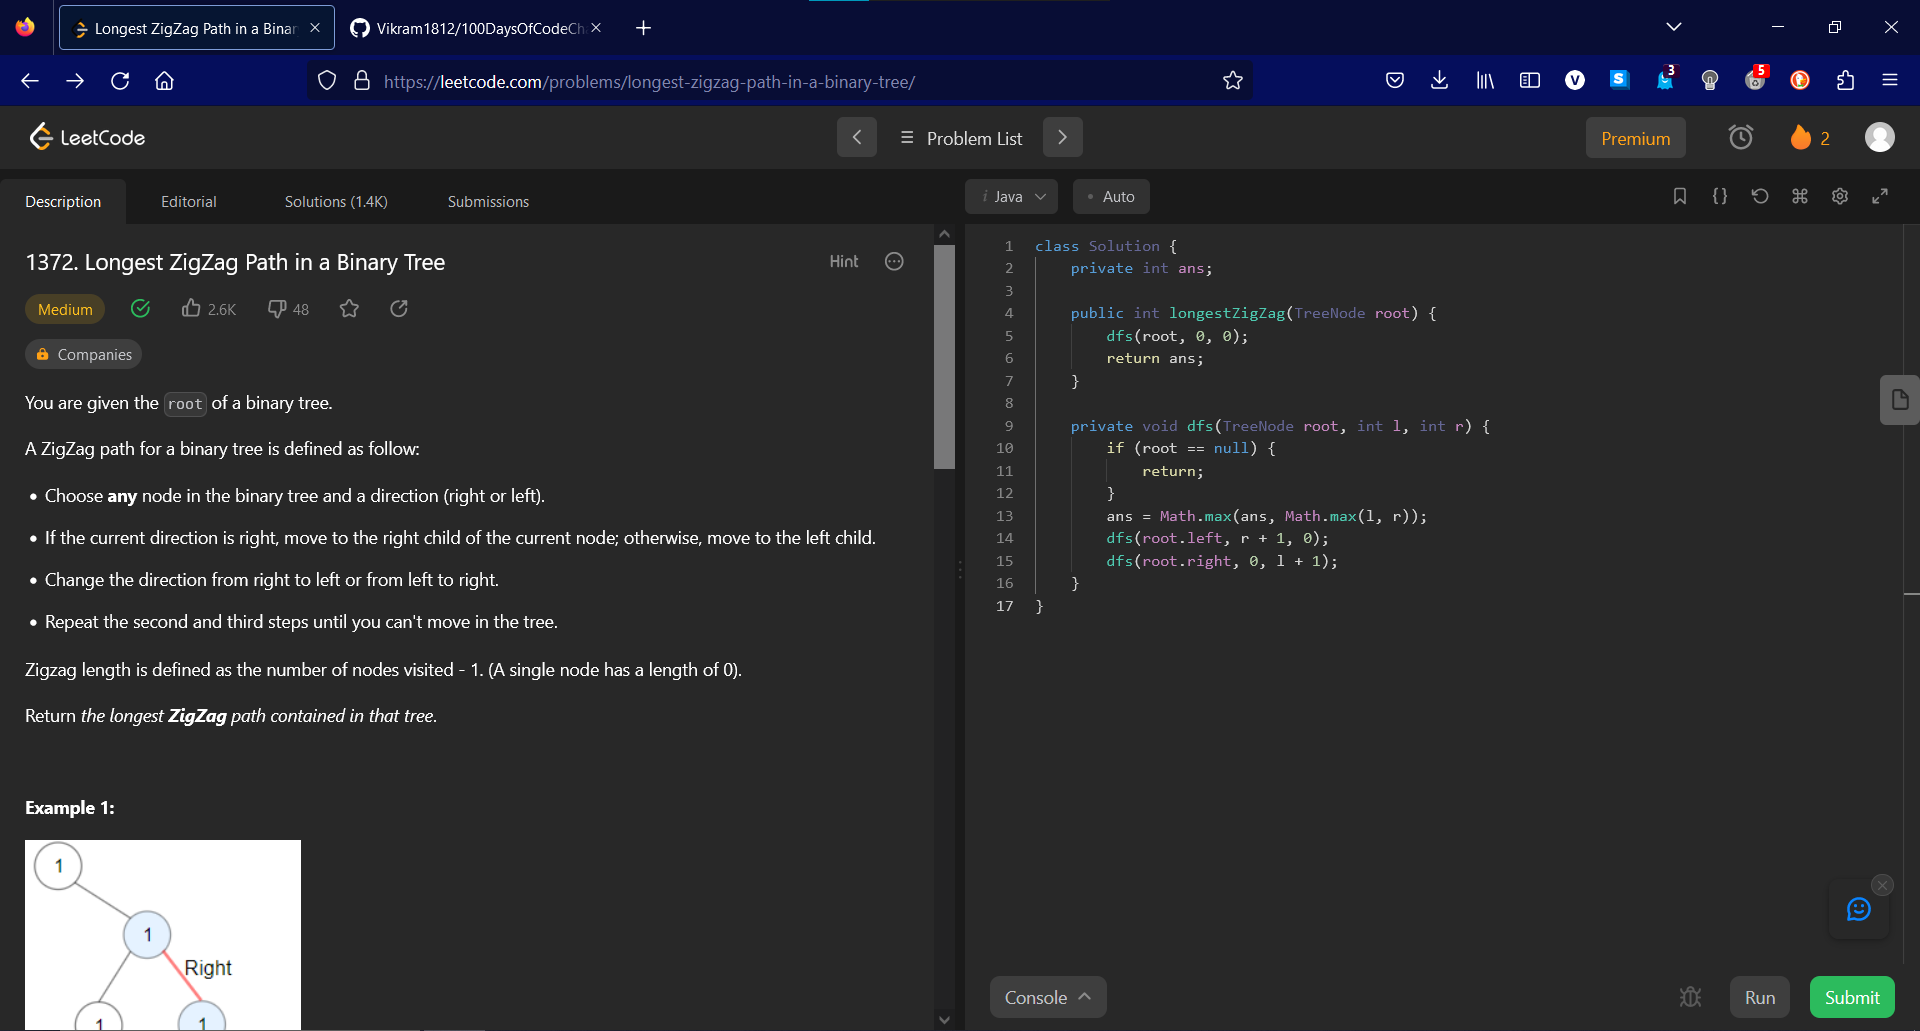 Longest ZigZag Path in a Binar
Vikram1812/100DaysOfCodeCh
https://leetcode.com/problems/longest-zigzag-path-in-a-binary-tree/
V
S
3
5
LeetCode
Problem List
Premium
2
Description
Editorial
Solutions (1.4K)
Submissions
1372. Longest ZigZag Path in a Binary Tree
Hint
Medium
2.6K
48
Companies
You are given the root of a binary tree.
A ZigZag path for a binary tree is defined as follow:
• Choose any node in the binary tree and a direction (right or left).
• If the current direction is right, move to the right child of the current node; otherwise, move to the left child.
• Change the direction from right to left or from left to right.
• Repeat the second and third steps until you can't move in the tree.
Zigzag length is defined as the number of nodes visited - 1. (A single node has a length of 0).
Return the longest ZigZag path contained in that tree.
Example 1:
1
1
Right
1
1
i Java
• Auto
{}
1 class Solution {
2     private int ans;
3
4     public int longestZigZag(TreeNode root) {
5         dfs(root, 0, 0);
6         return ans;
7     }
8
9     private void dfs(TreeNode root, int l, int r) {
10         if (root == null) {
11             return;
12         }
13         ans = Math.max(ans, Math.max(l, r));
14         dfs(root.left, r + 1, 0);
15         dfs(root.right, 0, l + 1);
16     }
17 }
Console
Run
Submit